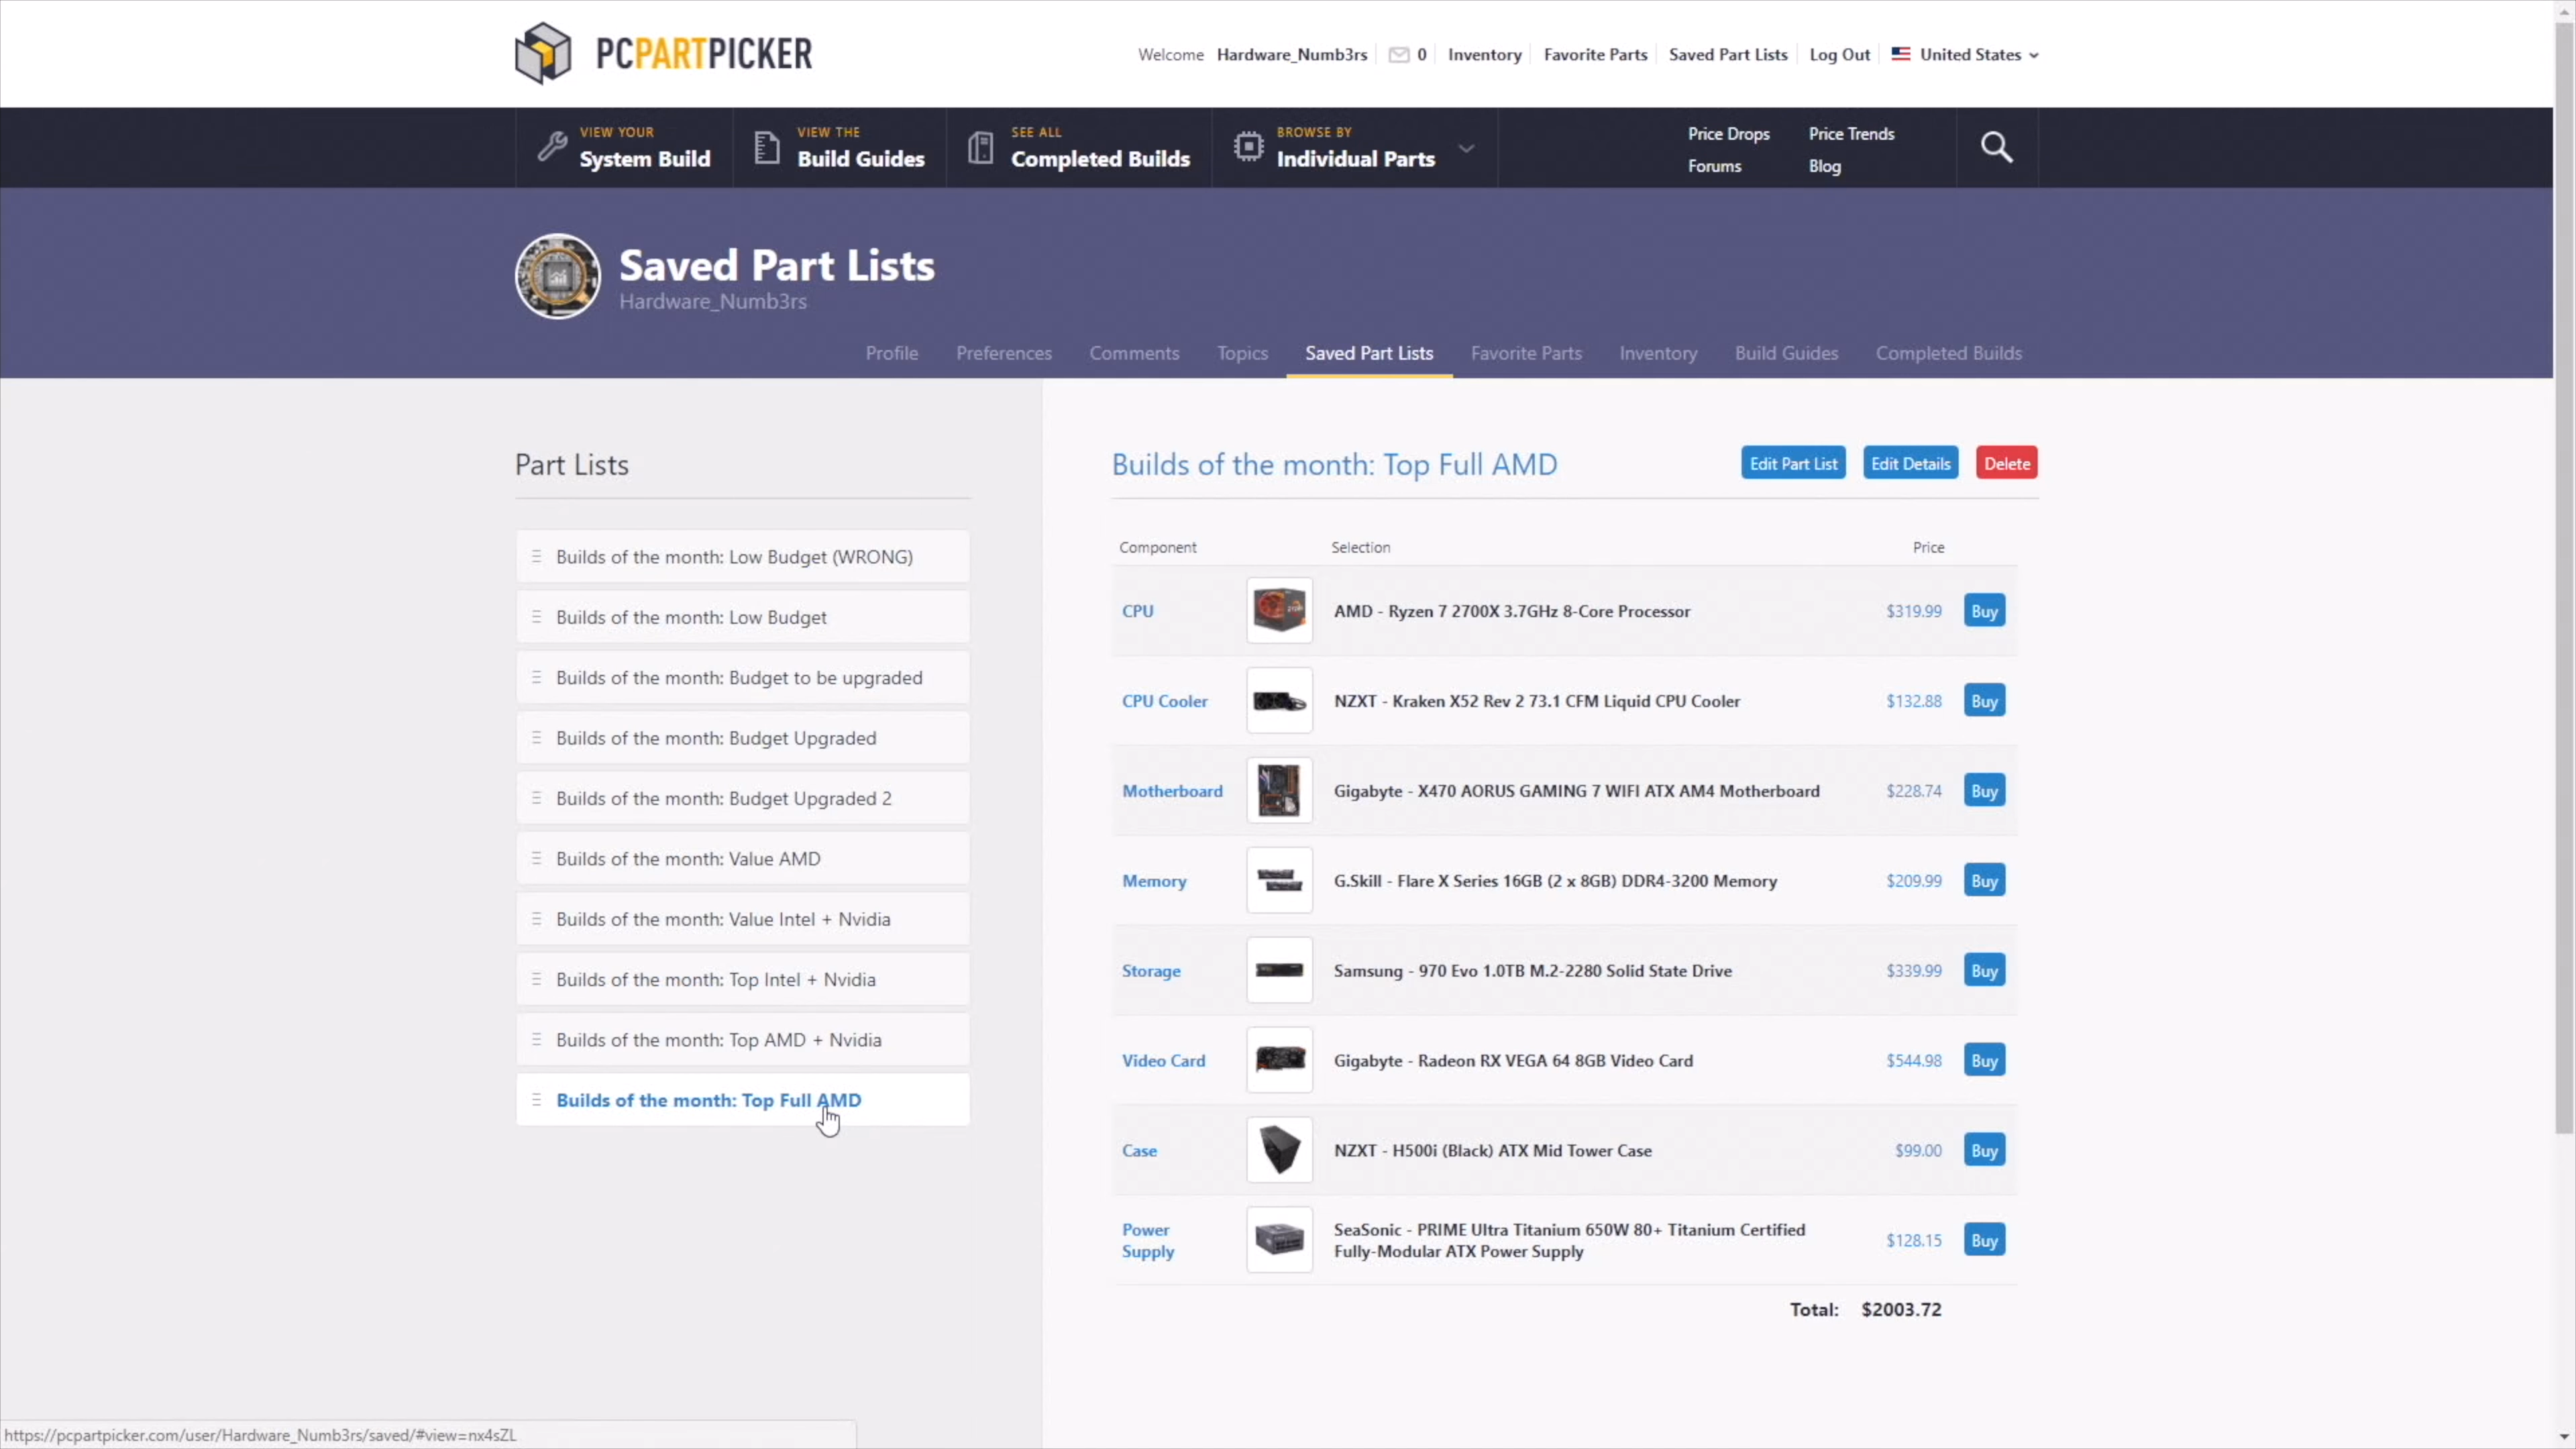 PCPARTPICKER
Welcome Hardware_Numb3rs 0 Inventory Favorite Parts Saved Part Lists Log Out United States
VIEW YOUR
System Build
VIEW THE
Build Guides
SEE ALL
Completed Builds
BROWSE BY
Individual Parts
Price Drops Price Trends
Forums Blog
Saved Part Lists
Hardware_Numb3rs
Profile Preferences Comments Topics Saved Part Lists Favorite Parts Inventory Build Guides Completed Builds
Part Lists
Builds of the month: Low Budget (WRONG)
Builds of the month: Low Budget
Builds of the month: Budget to be upgraded
Builds of the month: Budget Upgraded
Builds of the month: Budget Upgraded 2
Builds of the month: Value AMD
Builds of the month: Value Intel + Nvidia
Builds of the month: Top Intel + Nvidia
Builds of the month: Top AMD + Nvidia
Builds of the month: Top Full AMD
Builds of the month: Top Full AMD Edit Part List Edit Details Delete
Component Selection Price
CPU AMD - Ryzen 7 2700X 3.7GHz 8-Core Processor $319.99 Buy
CPU Cooler NZXT - Kraken X52 Rev 2 73.1 CFM Liquid CPU Cooler $132.88 Buy
Motherboard Gigabyte - X470 AORUS GAMING 7 WIFI ATX AM4 Motherboard $228.74 Buy
Memory G.Skill - Flare X Series 16GB (2 x 8GB) DDR4-3200 Memory $209.99 Buy
Storage Samsung - 970 Evo 1.0TB M.2-2280 Solid State Drive $339.99 Buy
Video Card Gigabyte - Radeon RX VEGA 64 8GB Video Card $544.98 Buy
Case NZXT - H500i (Black) ATX Mid Tower Case $99.00 Buy
Power Supply SeaSonic - PRIME Ultra Titanium 650W 80+ Titanium Certified
Fully-Modular ATX Power Supply $128.15 Buy
Total: $2003.72
https://pcpartpicker.com/user/Hardware_Numb3rs/saved/#view=nx4sZL